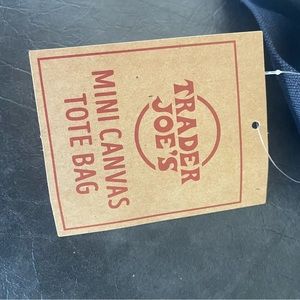 TRADER
JOE'S
MINI CANVAS
TOTE BAG